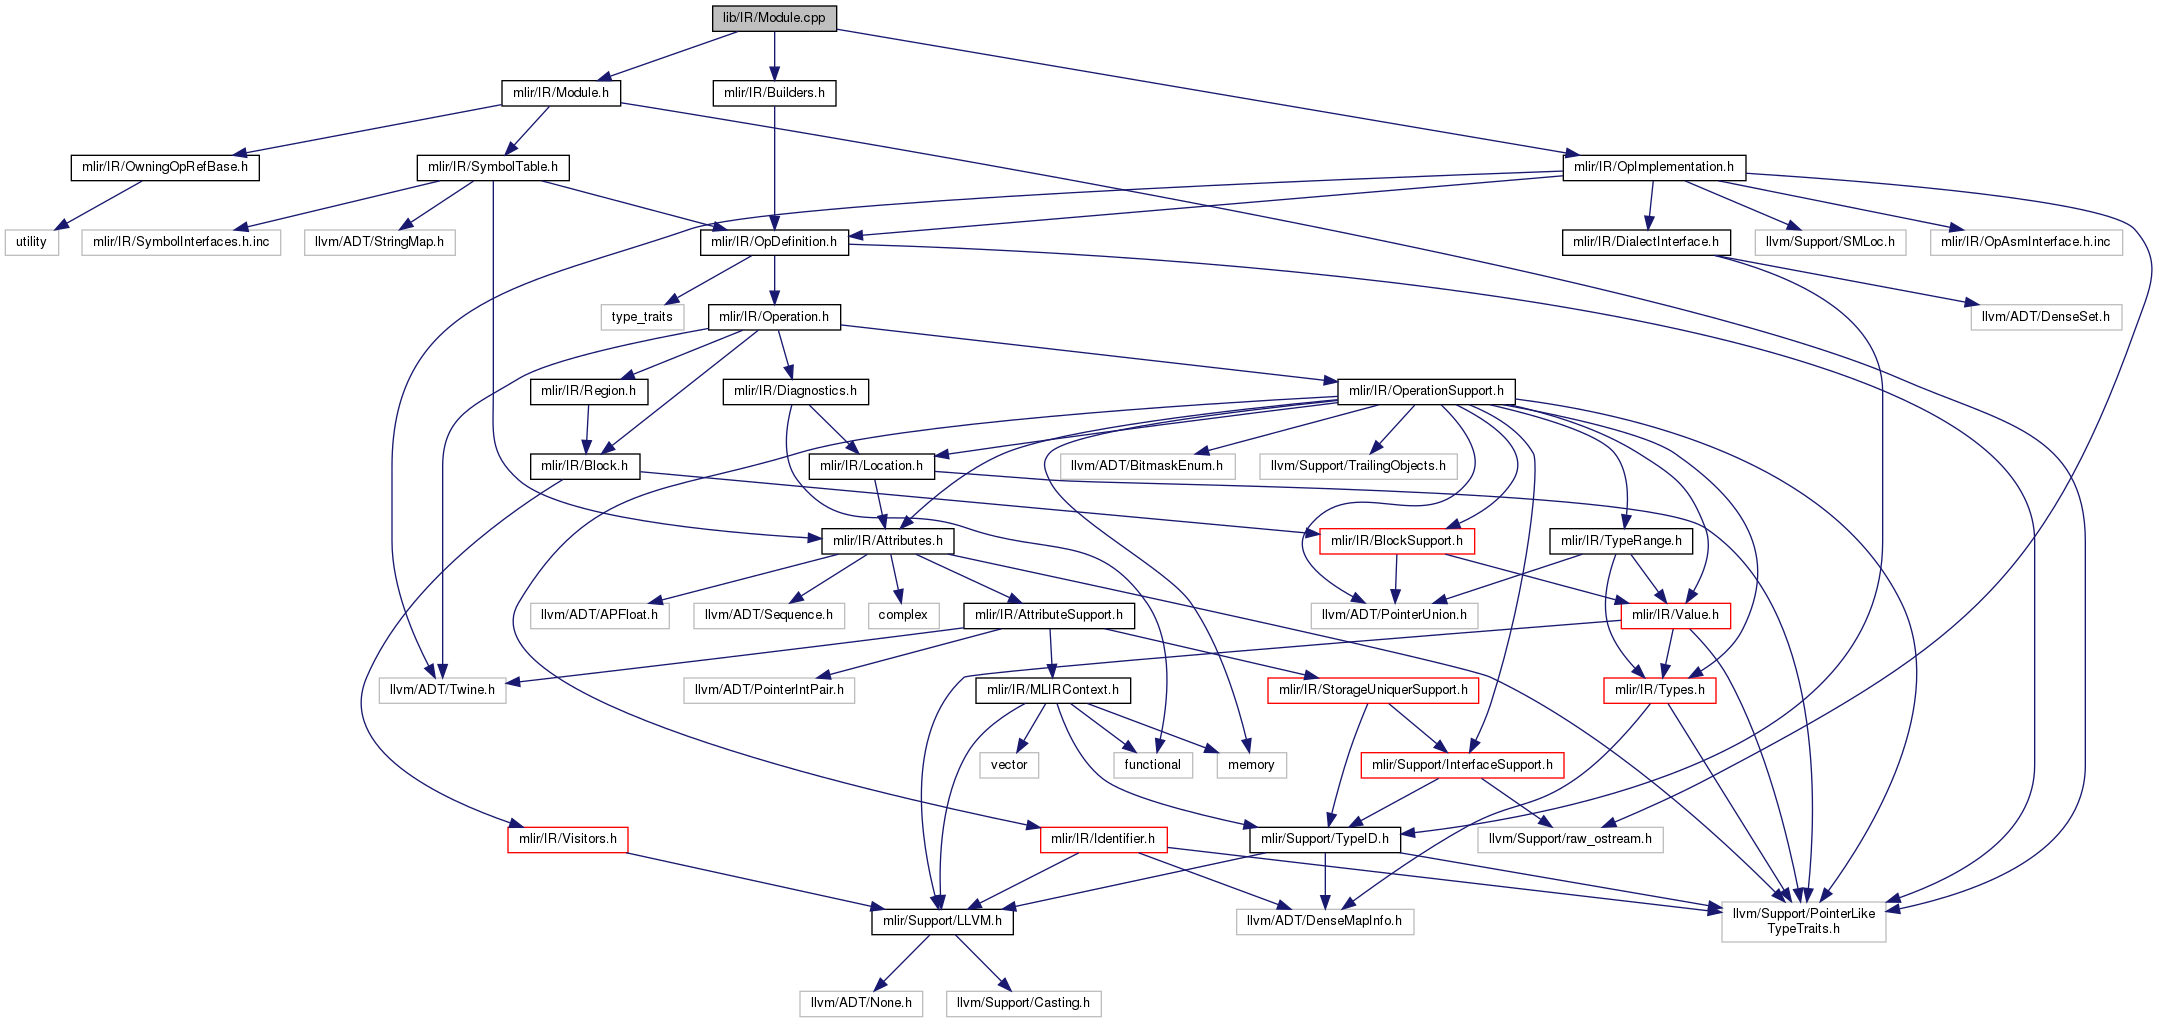 lib/IR/Module.cpp
mlir/IR/Module.h
mlir/IR/Builders.h
mlir/IR/OwningOpRefBase.h
mlir/IR/SymbolTable.h
mlir/IR/OpImplementation.h
utility
mlir/IR/SymbolInterfaces.h.inc
llvm/ADT/StringMap.h
mlir/IR/OpDefinition.h
mlir/IR/DialectInterface.h
llvm/Support/SMLoc.h
mlir/IR/OpAsmInterface.h.inc
type_traits
mlir/IR/Operation.h
llvm/ADT/DenseSet.h
mlir/IR/Region.h
mlir/IR/Diagnostics.h
mlir/IR/OperationSupport.h
mlir/IR/Block.h
mlir/IR/Location.h
llvm/ADT/BitmaskEnum.h
llvm/Support/TrailingObjects.h
mlir/IR/Attributes.h
mlir/IR/BlockSupport.h
mlir/IR/TypeRange.h
llvm/ADT/APFloat.h
llvm/ADT/Sequence.h
complex
mlir/IR/AttributeSupport.h
llvm/ADT/PointerUnion.h
mlir/IR/Value.h
llvm/ADT/Twine.h
llvm/ADT/PointerIntPair.h
mlir/IR/MLIRContext.h
mlir/IR/StorageUniquerSupport.h
mlir/IR/Types.h
vector
functional
memory
mlir/Support/InterfaceSupport.h
mlir/IR/Visitors.h
mlir/IR/Identifier.h
mlir/Support/TypeID.h
llvm/Support/raw_ostream.h
mlir/Support/LLVM.h
llvm/ADT/DenseMapInfo.h
llvm/Support/PointerLike
TypeTraits.h
llvm/ADT/None.h
llvm/Support/Casting.h